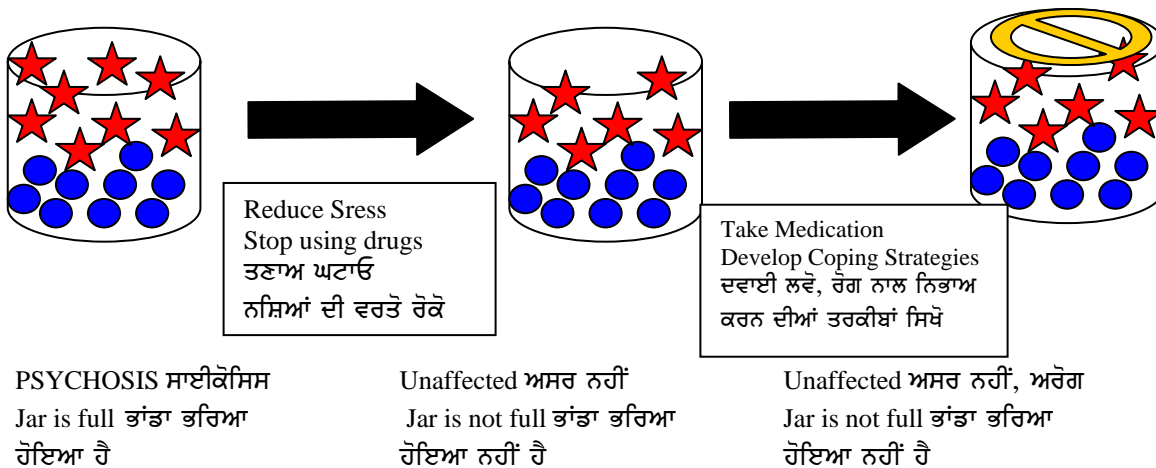 Reduce Sress
Stop using drugs
ਤਣਾਅ ਘਟਾਓ
ਨਸ਼ਿਆਂ ਦੀ ਵਰਤੋ ਰੋਕੋ
Take Medication
Develop Coping Strategies
ਦਵਾਈ ਲਵੋ, ਰੋਗ ਨਾਲ ਨਿਭਾਅ
ਕਰਨ ਦੀਆਂ ਤਰਕੀਬਾਂ ਸਿਖੋ
PSYCHOSIS ਸਾਈਕੋਸਿਸ
Jar is full ਭਾਂਡਾ ਭਰਿਆ
ਹੋਇਆ ਹੈ
Unaffected ਅਸਰ ਨਹੀਂ
Jar is not full ਭਾਂਡਾ ਭਰਿਆ
ਹੋਇਆ ਨਹੀਂ ਹੈ
Unaffected ਅਸਰ ਨਹੀਂ, ਅਰੋਗ
Jar is not full ਭਾਂਡਾ ਭਰਿਆ
ਹੋਇਆ ਨਹੀਂ ਹੈ